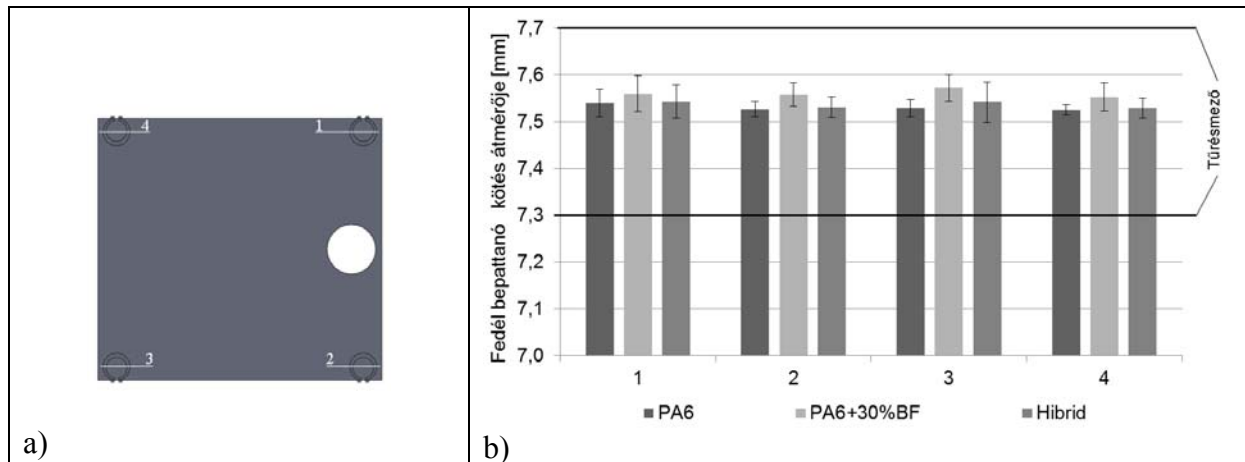 4
1
3
2
a)
Fedél bepattanó kötés átmérője [mm]
7,7
7,6
7,5
7,4
7,3
7,2
7,1
7,0
1
2
3
4
Tűrésmező
PA6
PA6+30%BF
Hibrid
b)